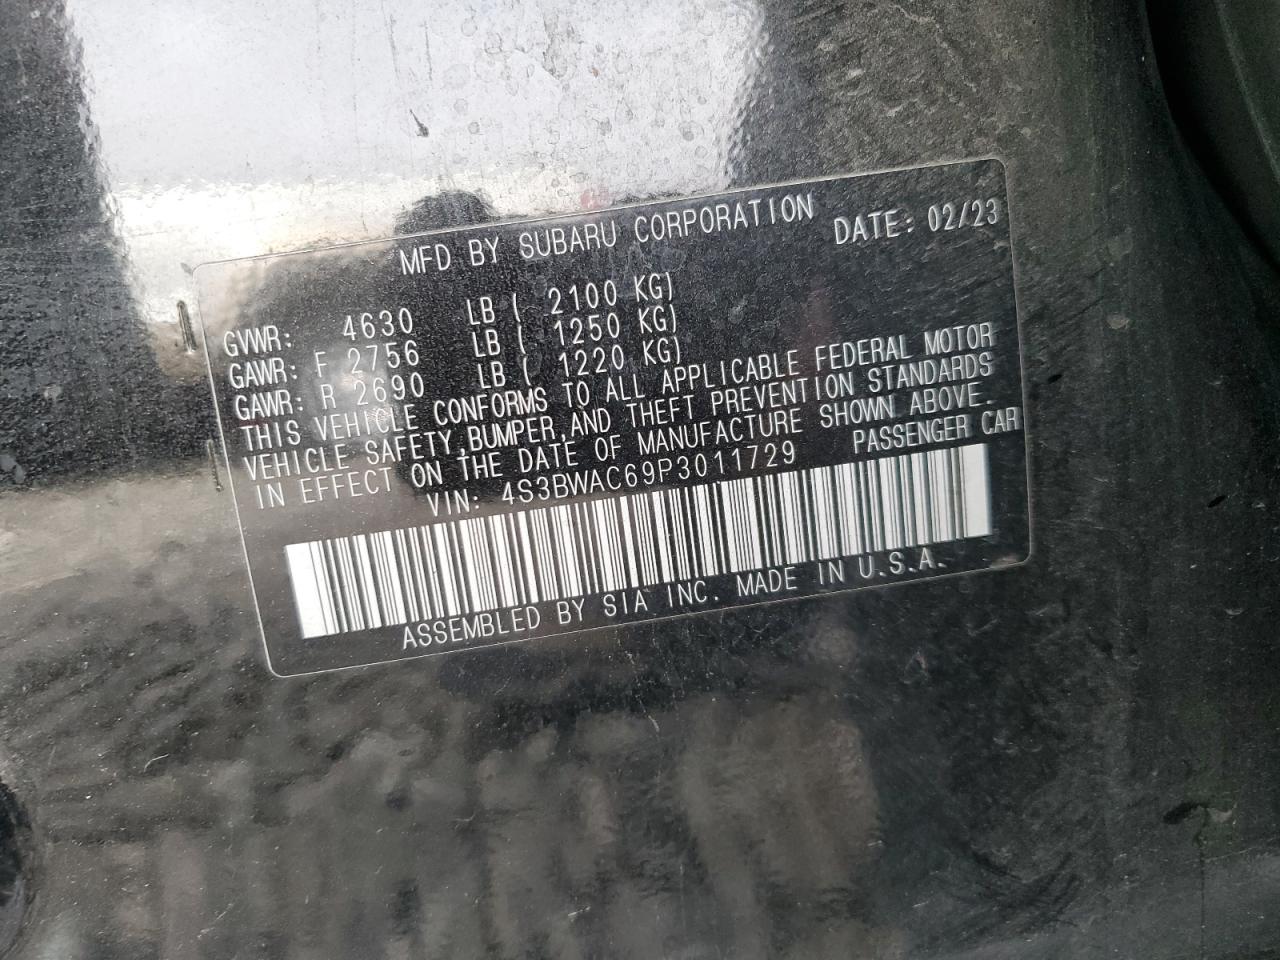 MFD BY SUBARU CORPORATION DATE: 02/23
GVWR: 4630 LB ( 2100 KG)
GAWR: F 2756 LB ( 1250 KG)
GAWR: R 2690 LB ( 1220 KG)
THIS VEHICLE CONFORMS TO ALL APPLICABLE FEDERAL MOTOR
VEHICLE SAFETY,BUMPER,AND THEFT PREVENTION STANDARDS
IN EFFECT ON THE DATE OF MANUFACTURE SHOWN ABOVE.
VIN: 4S3BWAC69P3011729 PASSENGER CAR
ASSEMBLED BY SIA INC. MADE IN U.S.A.